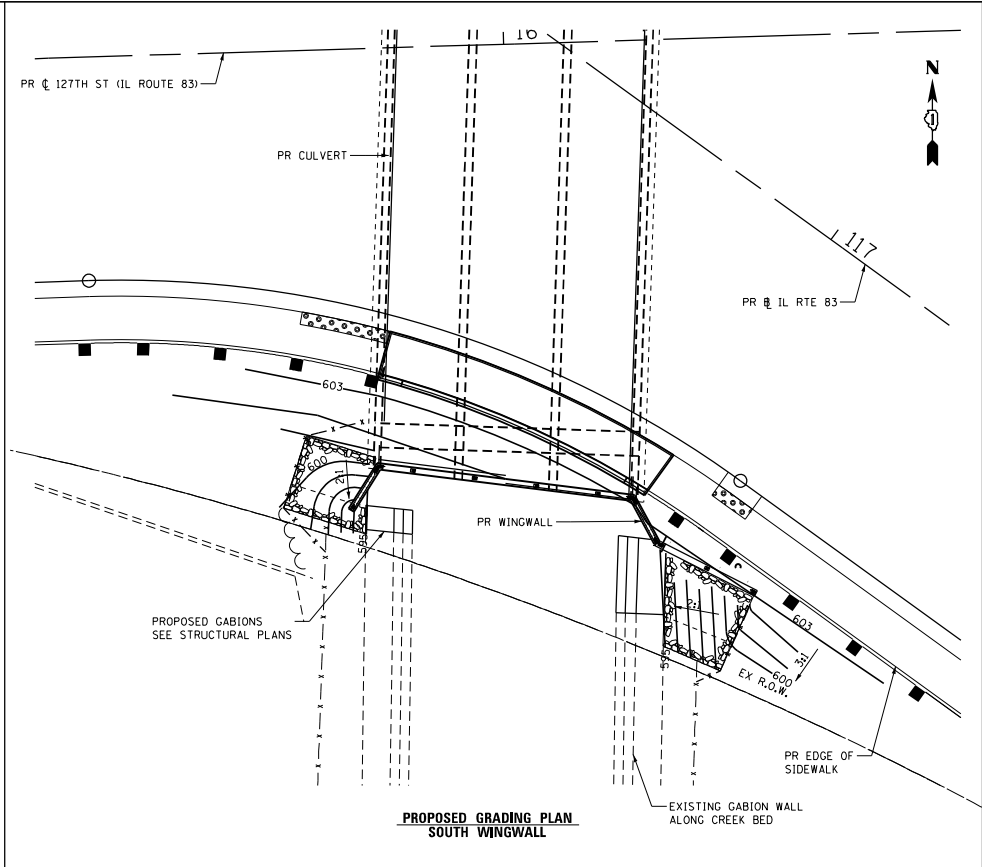 16
PR ℄ 127TH ST (IL ROUTE 83)
N
PR CULVERT
117
PR ⅊ IL RTE 83
603
600
2:1
595
PR WINGWALL
PROPOSED GABIONS
SEE STRUCTURAL PLANS
2:1
603
595
600
3:1
EX R.O.W.
PR EDGE OF
SIDEWALK
EXISTING GABION WALL
ALONG CREEK BED
PROPOSED GRADING PLAN
SOUTH WINGWALL